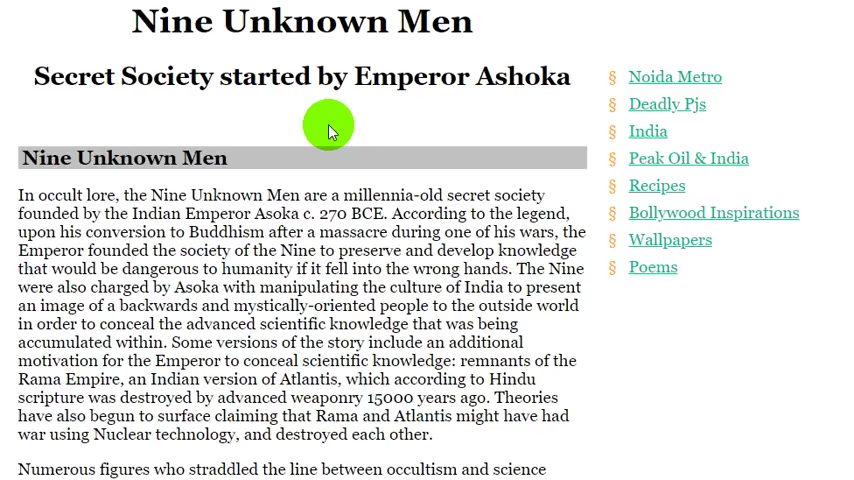 Nine Unknown Men
Secret Society started by Emperor Ashoka
Nine Unknown Men
In occult lore, the Nine Unknown Men are a millennia-old secret society
founded by the Indian Emperor Asoka c. 270 BCE. According to the legend,
upon his conversion to Buddhism after a massacre during one of his wars, the
Emperor founded the society of the Nine to preserve and develop knowledge
that would be dangerous to humanity if it fell into the wrong hands. The Nine
were also charged by Asoka with manipulating the culture of India to present
an image of a backwards and mystically-oriented people to the outside world
in order to conceal the advanced scientific knowledge that was being
accumulated within. Some versions of the story include an additional
motivation for the Emperor to conceal scientific knowledge: remnants of the
Rama Empire, an Indian version of Atlantis, which according to Hindu
scripture was destroyed by advanced weaponry 15000 years ago. Theories
have also begun to surface claiming that Rama and Atlantis might have had
war using Nuclear technology, and destroyed each other.
Numerous figures who straddled the line between occultism and science
§ Noida Metro
§ Deadly Pjs
§ India
§ Peak Oil & India
§ Recipes
§ Bollywood Inspirations
§ Wallpapers
§ Poems